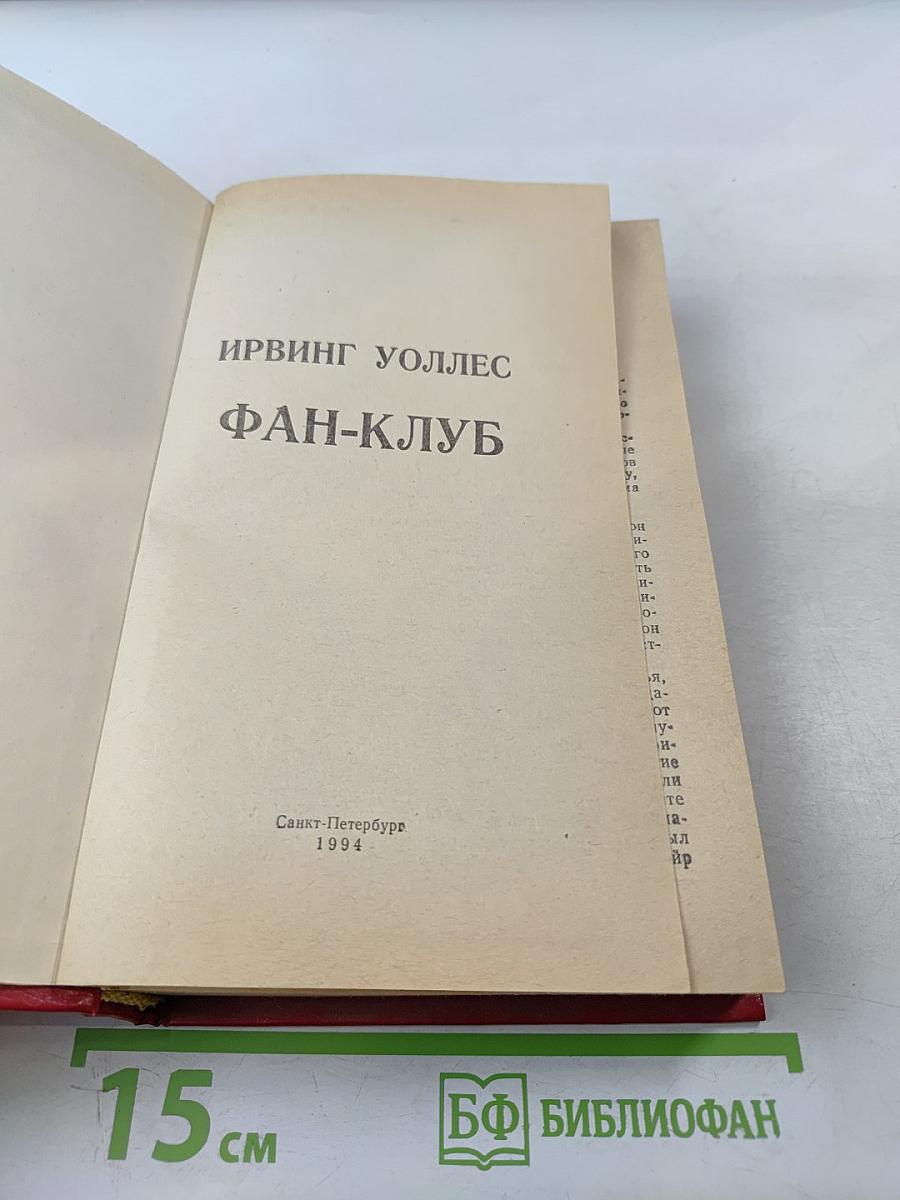 ИРВИНГ УОЛЛЕС
ФАН-КЛУБ
Санкт-Петербург
1994
15 см
БФ БИБЛИОФАН